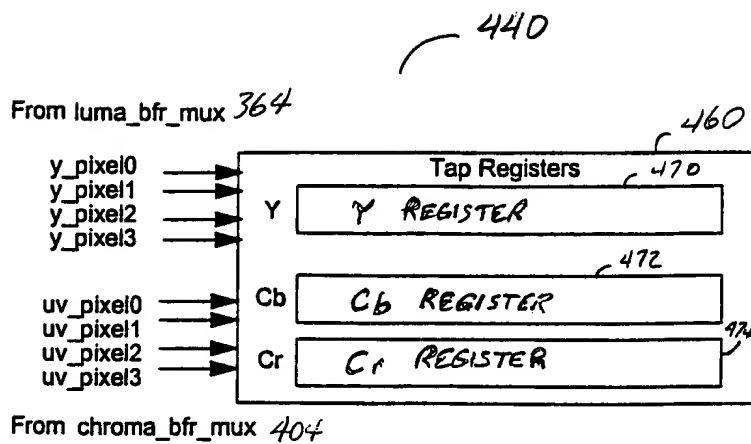 440
From luma_bfr_mux 364
460
Tap Registers
470
y_pixel0
y_pixel1
y_pixel2
y_pixel3
Y Y REGISTER
472
uv_pixel0
uv_pixel1
uv_pixel2
uv_pixel3
Cb Cb REGISTER
474
Cr Cr REGISTER
From chroma_bfr_mux 404